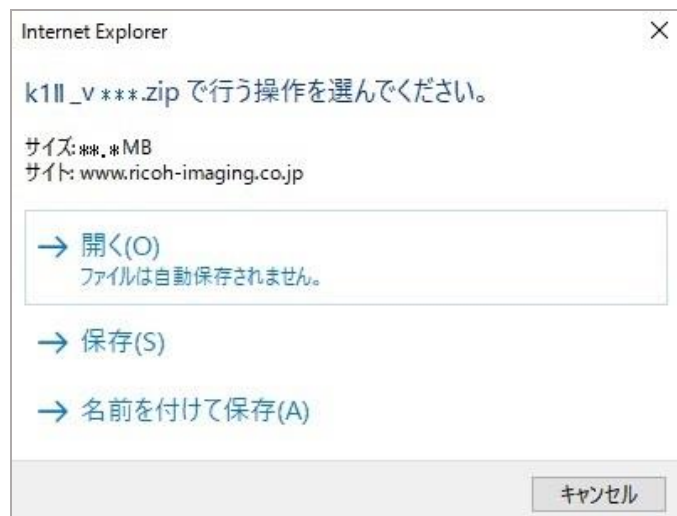 Internet Explorer
k1Ⅱ_v ***.zip で行う操作を選んでください。
サイズ: **.*MB
サイト: www.ricoh-imaging.co.jp
→ 開く(O)
ファイルは自動保存されません。
→ 保存(S)
→ 名前を付けて保存(A)
キャンセル